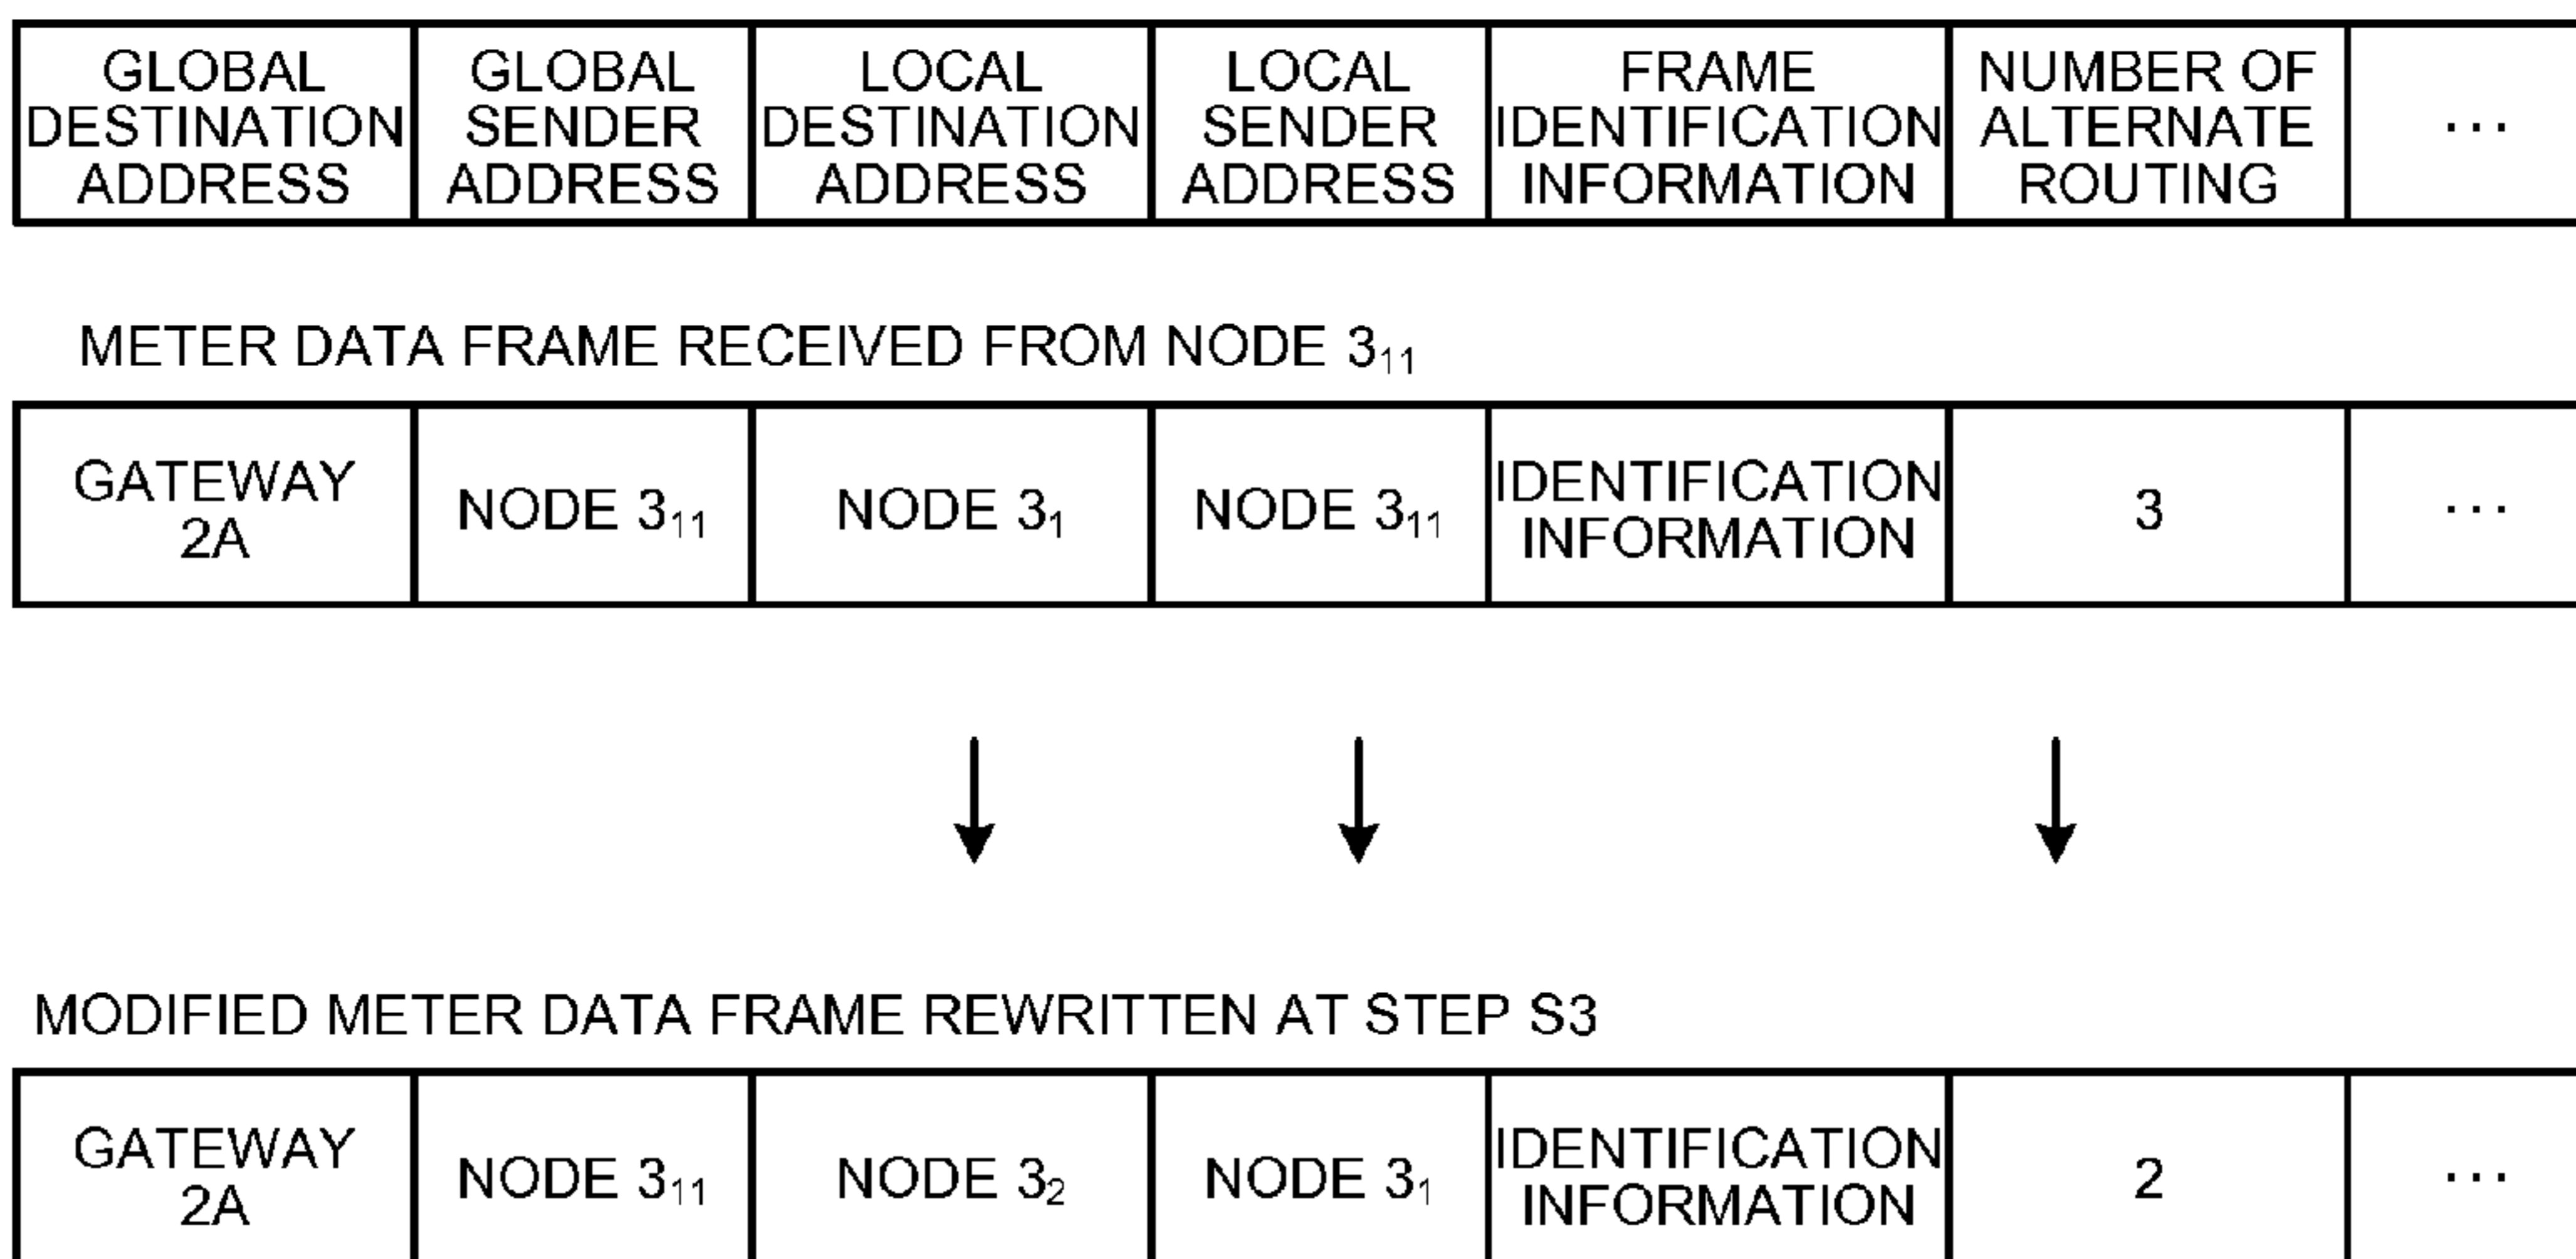 GLOBAL DESTINATION ADDRESS
GLOBAL SENDER ADDRESS
LOCAL DESTINATION ADDRESS
LOCAL SENDER ADDRESS
FRAME IDENTIFICATION INFORMATION
NUMBER OF ALTERNATE ROUTING
...
METER DATA FRAME RECEIVED FROM NODE 3₁₁
GATEWAY 2A
NODE 3₁₁
NODE 3₁
NODE 3₁₁
IDENTIFICATION INFORMATION
3
...
MODIFIED METER DATA FRAME REWRITTEN AT STEP S3
GATEWAY 2A
NODE 3₁₁
NODE 3₂
NODE 3₁
IDENTIFICATION INFORMATION
2
...